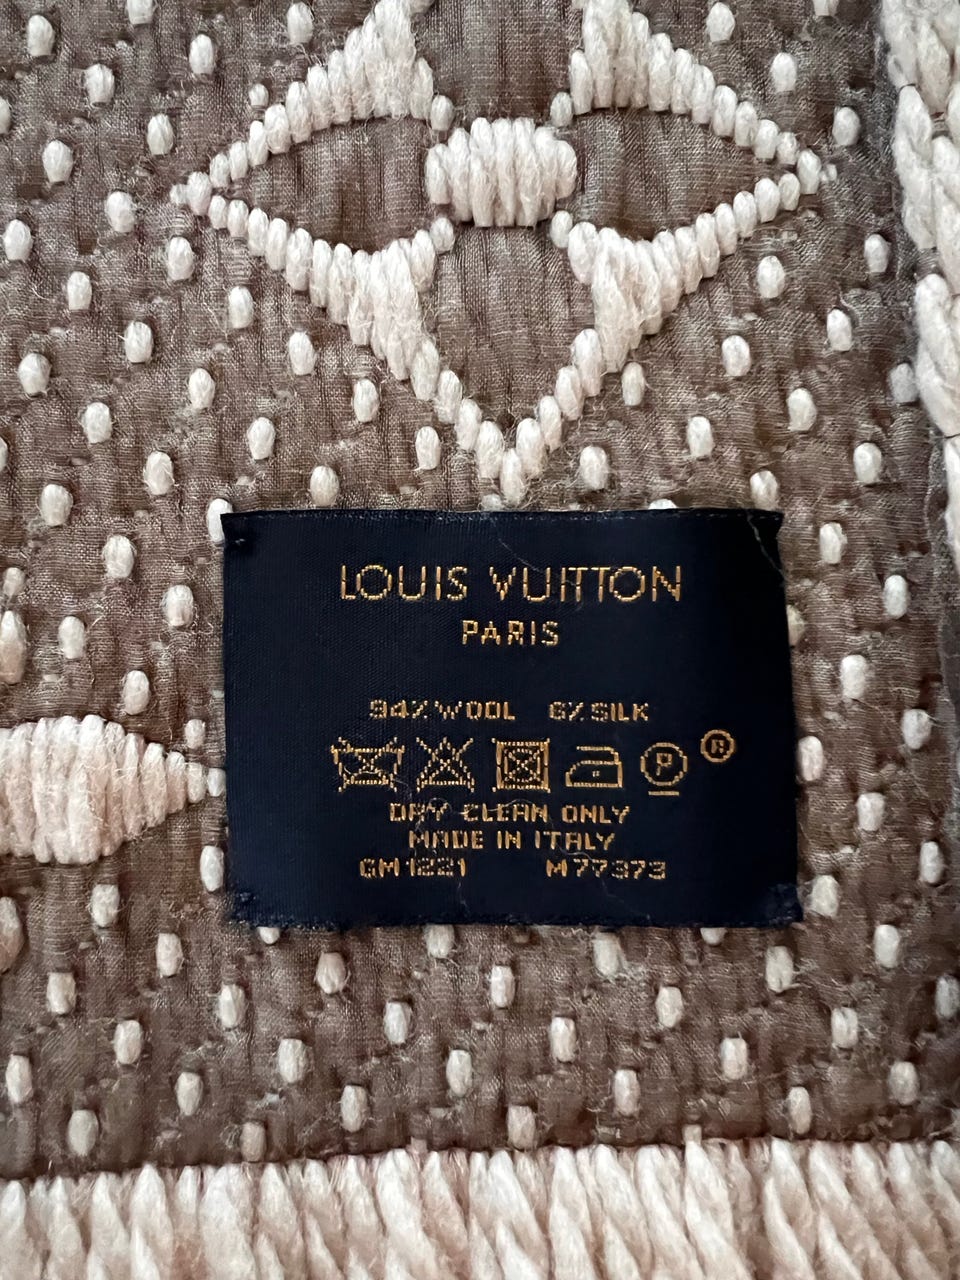 LOUIS VUITTON
PARIS
94% WOOL 6% SILK
P ®
DRY CLEAN ONLY
MADE IN ITALY
GM1221 M77373